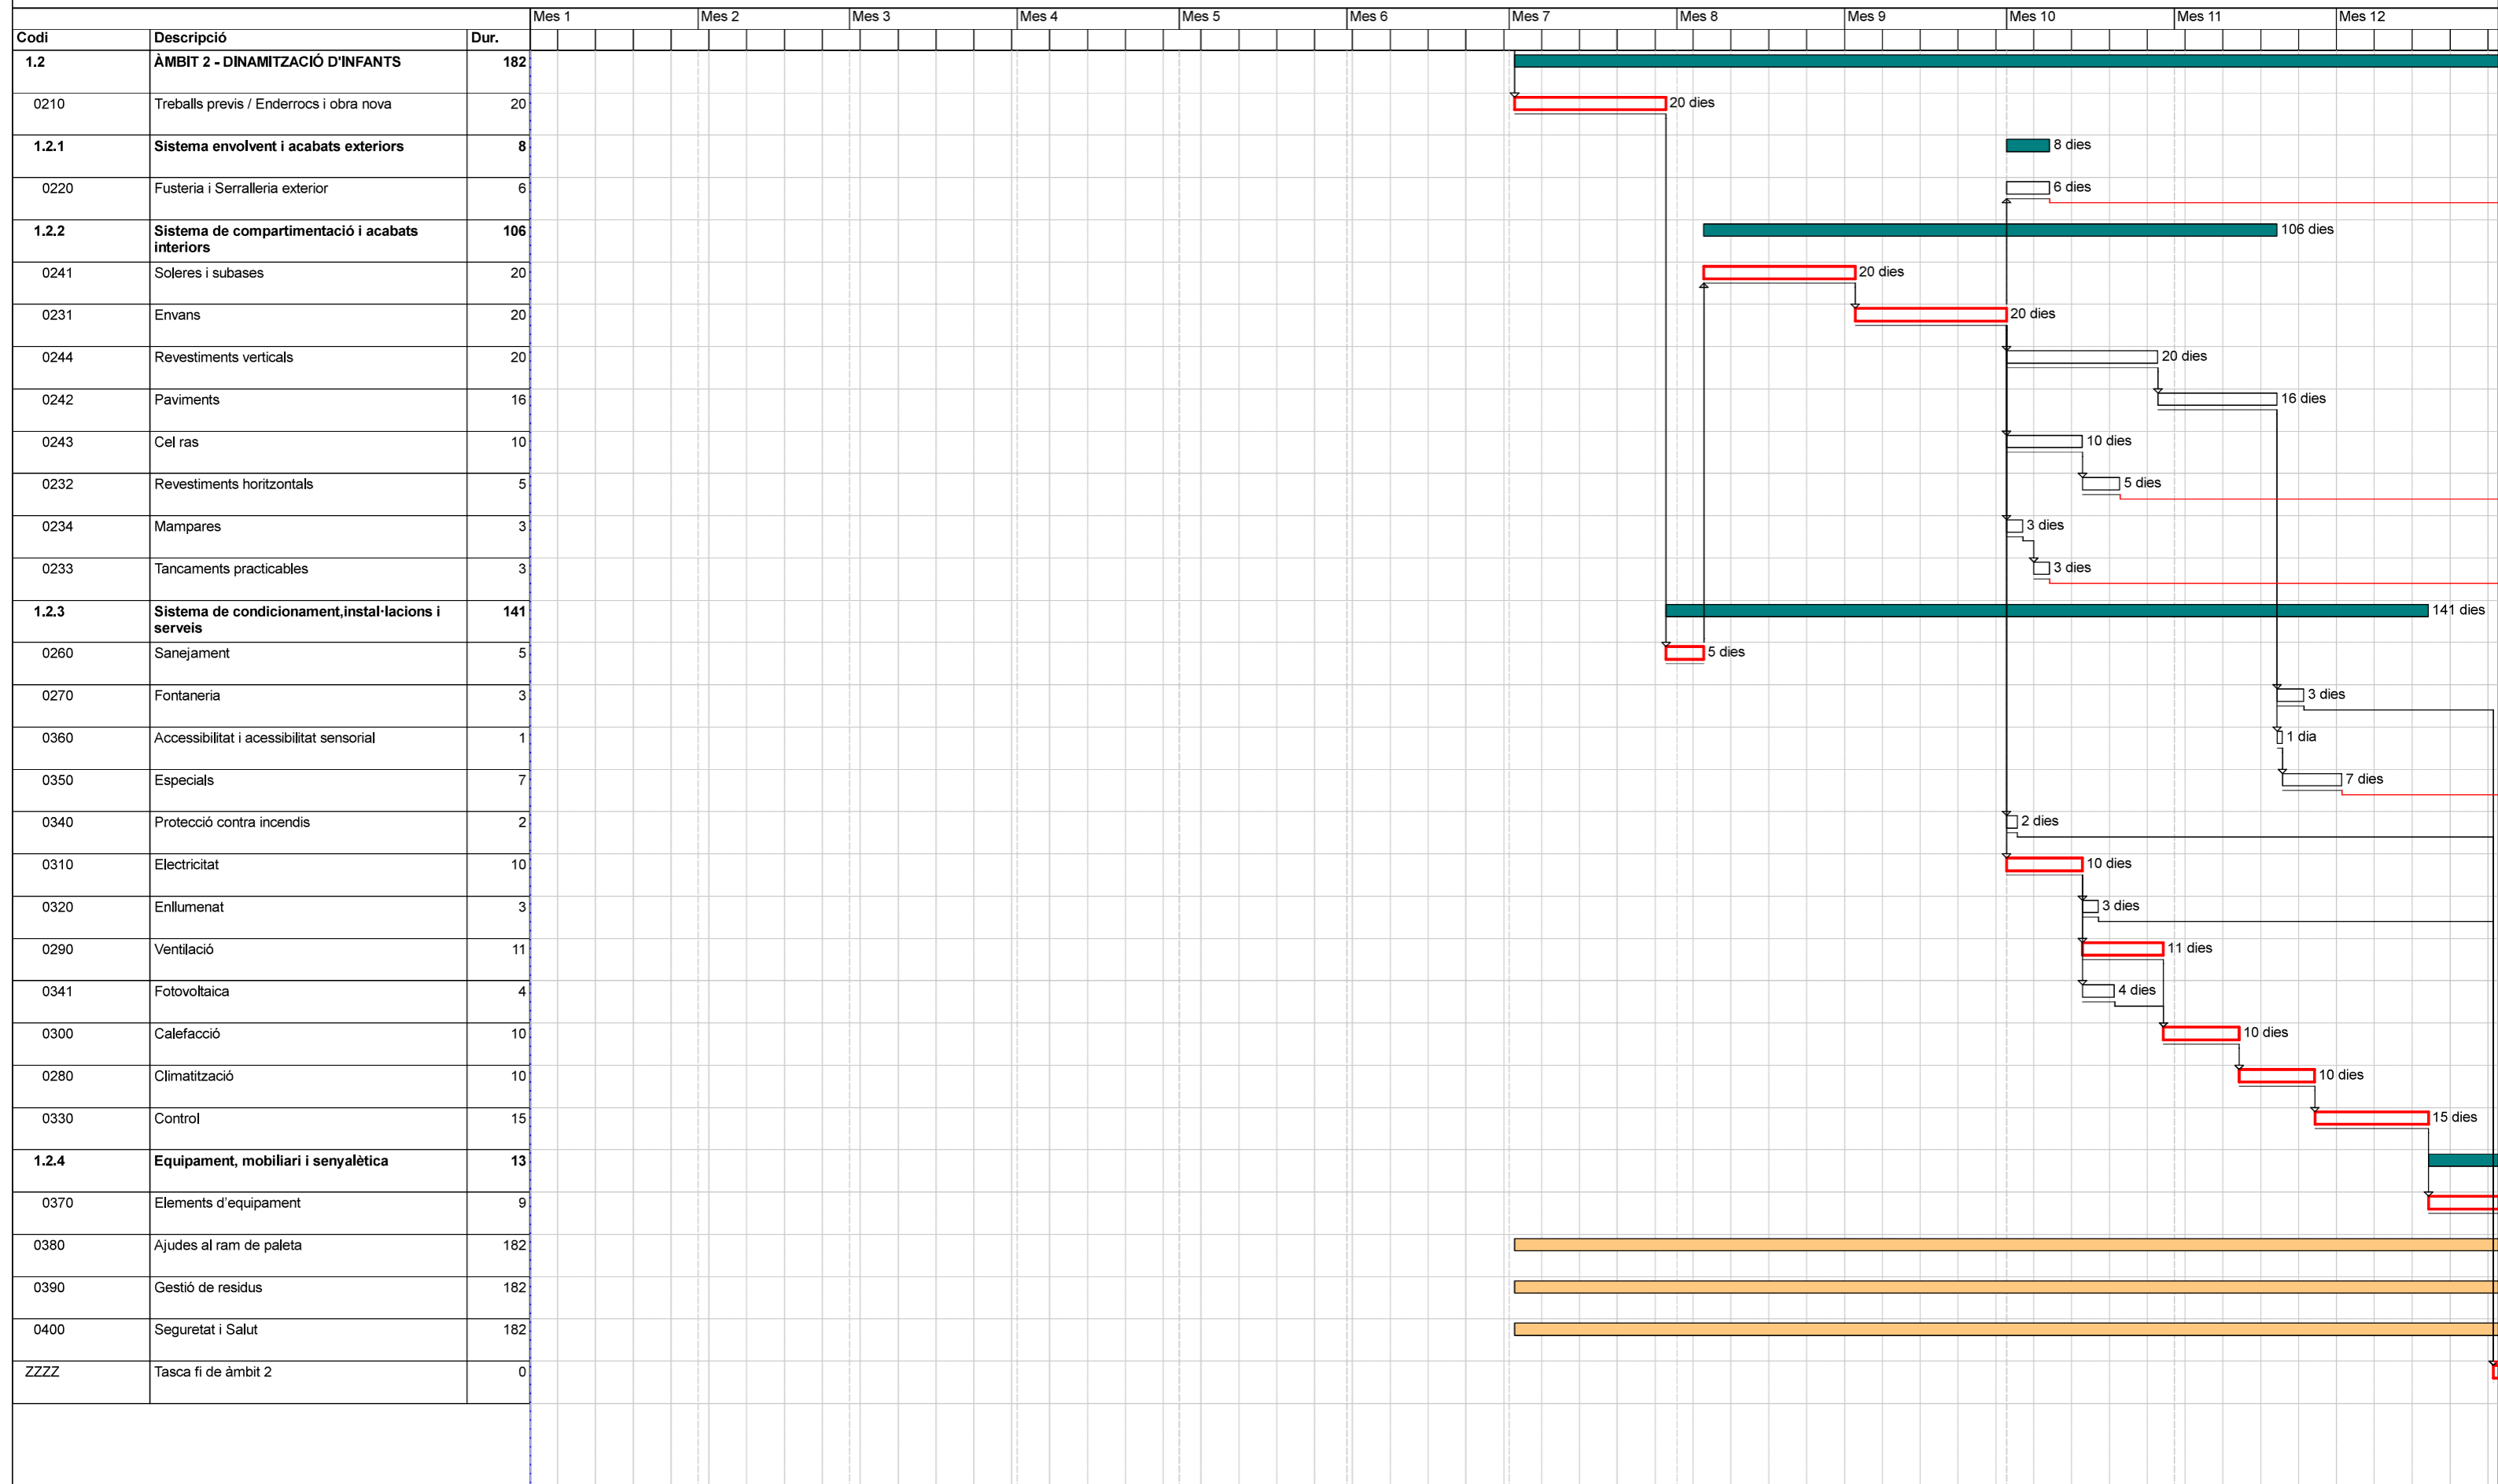 Mes 1 Mes 2 Mes 3 Mes 4 Mes 5 Mes 6 Mes 7 Mes 8 Mes 9 Mes 10 Mes 11 Mes 12
Codi Descripció Dur.
1.2 ÀMBIT 2 - DINAMITZACIÓ D'INFANTS 182
0210 Treballs previs / Enderrocs i obra nova 20 20 dies
1.2.1 Sistema envolvent i acabats exteriors 8 8 dies
0220 Fusteria i Serralleria exterior 6 6 dies
1.2.2 Sistema de compartimentació i acabats 106 106 dies
interiors
0241 Soleres i subases 20 20 dies
0231 Envans 20 20 dies
0244 Revestiments verticals 20 20 dies
0242 Paviments 16 16 dies
0243 Cel ras 10 10 dies
0232 Revestiments horitzontals 5 5 dies
0234 Mampares 3 3 dies
0233 Tancaments practicables 3 3 dies
1.2.3 Sistema de condicionament,instal·lacions i 141 141 dies
serveis
0260 Sanejament 5 5 dies
0270 Fontaneria 3 3 dies
0360 Accessibilitat i acessibilitat sensorial 1 1 dia
0350 Especials 7 7 dies
0340 Protecció contra incendis 2 2 dies
0310 Electricitat 10 10 dies
0320 Enllumenat 3 3 dies
0290 Ventilació 11 11 dies
0341 Fotovoltaica 4 4 dies
0300 Calefacció 10 10 dies
0280 Climatització 10 10 dies
0330 Control 15 15 dies
1.2.4 Equipament, mobiliari i senyalètica 13
0370 Elements d'equipament 9
0380 Ajudes al ram de paleta 182
0390 Gestió de residus 182
0400 Seguretat i Salut 182
ZZZZ Tasca fi de àmbit 2 0